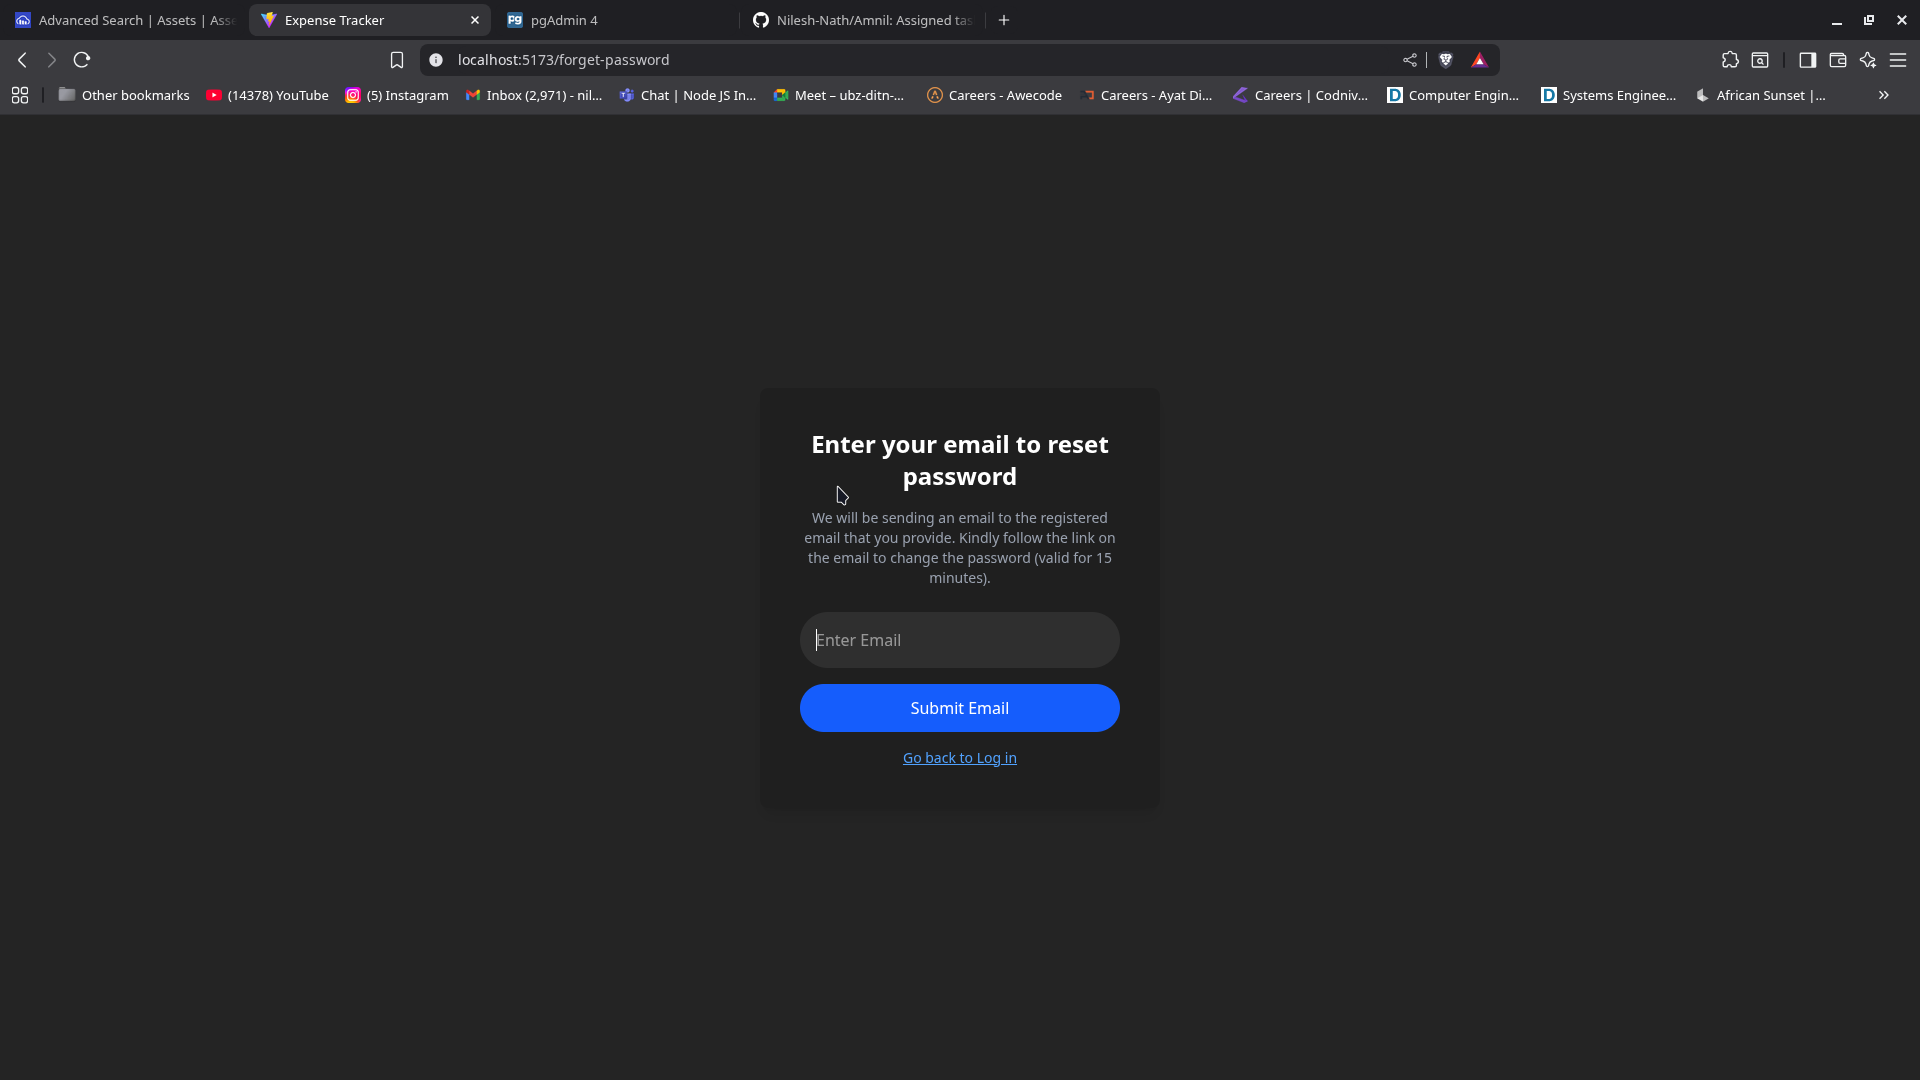 Advanced Search | Assets | Asse
Expense Tracker
pgAdmin 4
Nilesh-Nath/Amnil: Assigned tas
localhost:5173/forget-password
Other bookmarks
(14378) YouTube
(5) Instagram
Inbox (2,971) - nil...
Chat | Node JS In...
Meet – ubz-ditn-...
Careers - Awecode
Careers - Ayat Di...
Careers | Codniv...
Computer Engin...
Systems Enginee...
African Sunset |...
Enter your email to reset
password
We will be sending an email to the registered
email that you provide. Kindly follow the link on
the email to change the password (valid for 15
minutes).
Enter Email
Submit Email
Go back to Log in